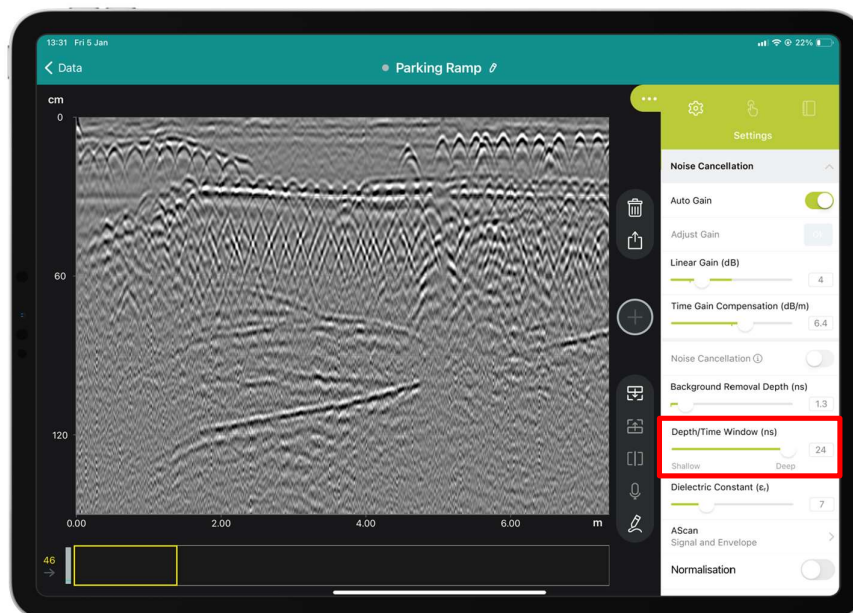 13:31 Fri 5 Jan
22%
Data
Parking Ramp
Settings
cm
0
60
120
0.00 2.00 4.00 6.00 m
46
Noise Cancellation
Auto Gain
Adjust Gain
Linear Gain (dB)
4
Time Gain Compensation (dB/m)
6.4
Noise Cancellation
Background Removal Depth (ns)
1.3
Depth/Time Window (ns)
24
Shallow Deep
Dielectric Constant (εᵣ)
7
AScan
Signal and Envelope
Normalisation